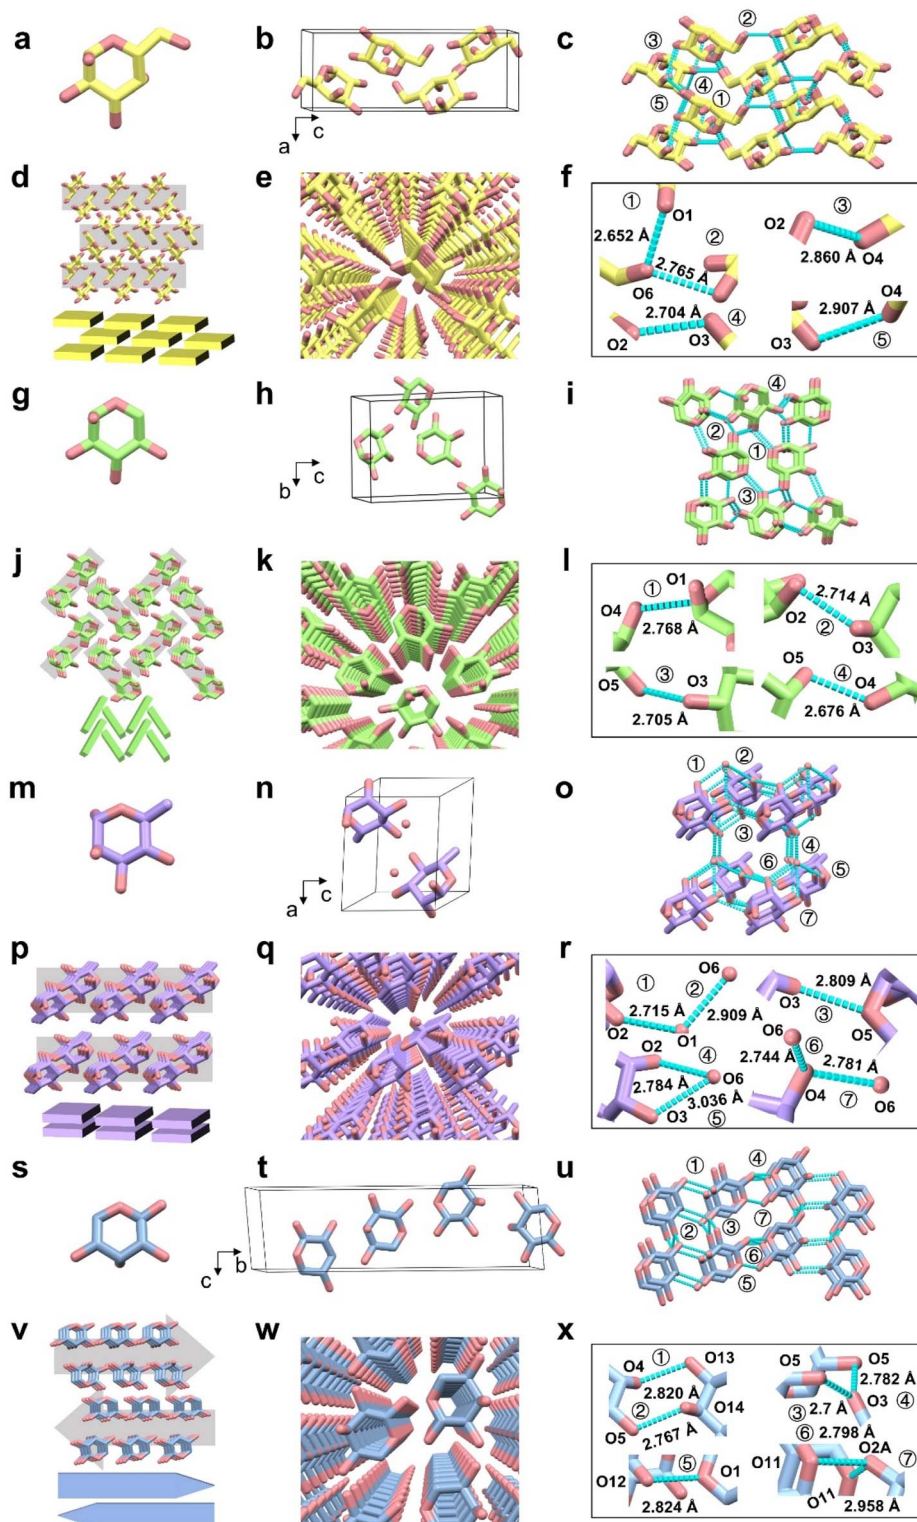 a
b
c
a
c
②
③
④
①
⑤
d
e
f
①
O1
2.652 Å
②
2.765
O6
2.704 Å
④
O2
O3
O2
③
2.860 Å
O4
O4
2.907 Å
O3
⑤
g
h
i
b
c
④
②
①
③
j
k
l
①
O1
O4
2.768 Å
2.714 Å
O2
②
O3
O5
③
O3
2.705 Å
O5
④
O4
2.676 Å
m
n
o
a
c
①
②
③
④
⑥
⑤
⑦
p
q
r
①
②
O6
2.715 Å
2.909 Å
O2
O1
2.809 Å
O3
③
O5
O2
④
2.784 Å
O6
3.036 Å
O3
⑤
O6
⑥
2.744 Å
2.781 Å
O4
⑦
O6
s
t
u
c
b
①
④
②
③
⑦
⑥
⑤
v
w
x
O4
①
O13
2.820 Å
②
O14
O5
2.767 Å
O5
O5
2.782 Å
O3
④
③
2.7 Å
2.798 Å
⑤
O12
O1
2.824 Å
⑥
O2A
O11
⑦
O11
2.958 Å